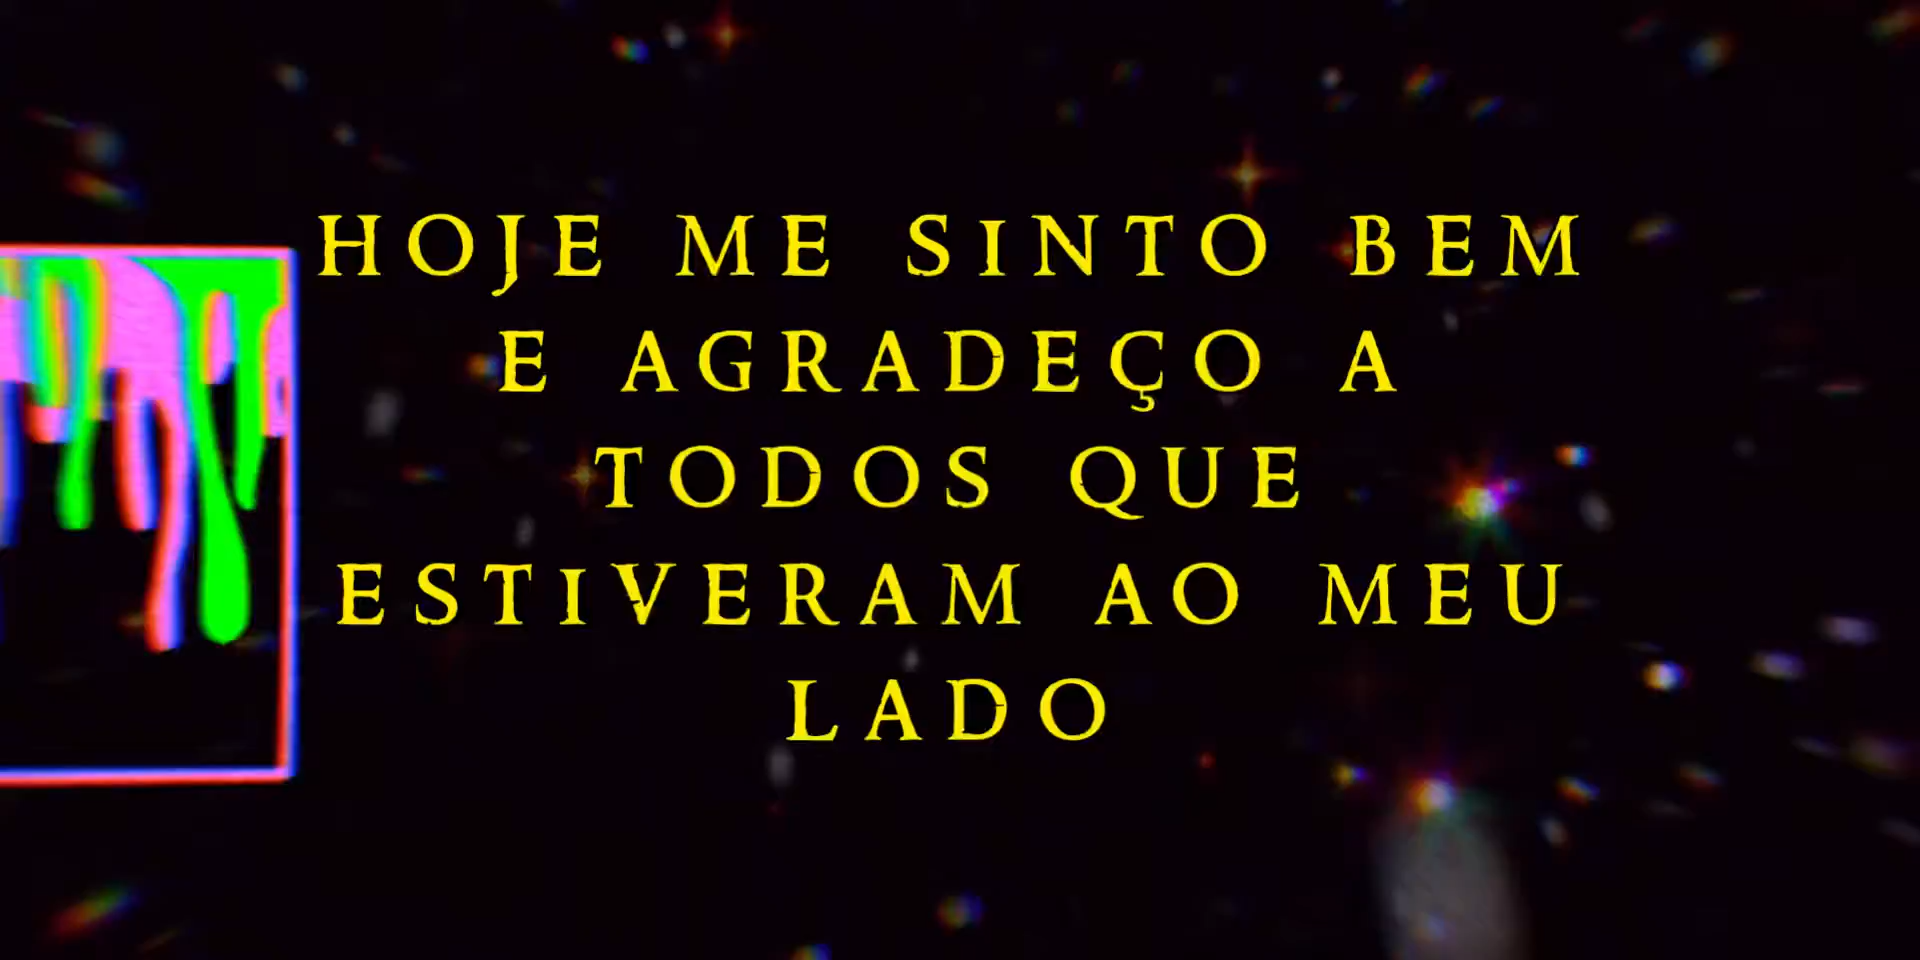 HOJE ME SINTO BEM
E AGRADEÇO A
TODOS QUE
ESTIVERAM AO MEU
LADO